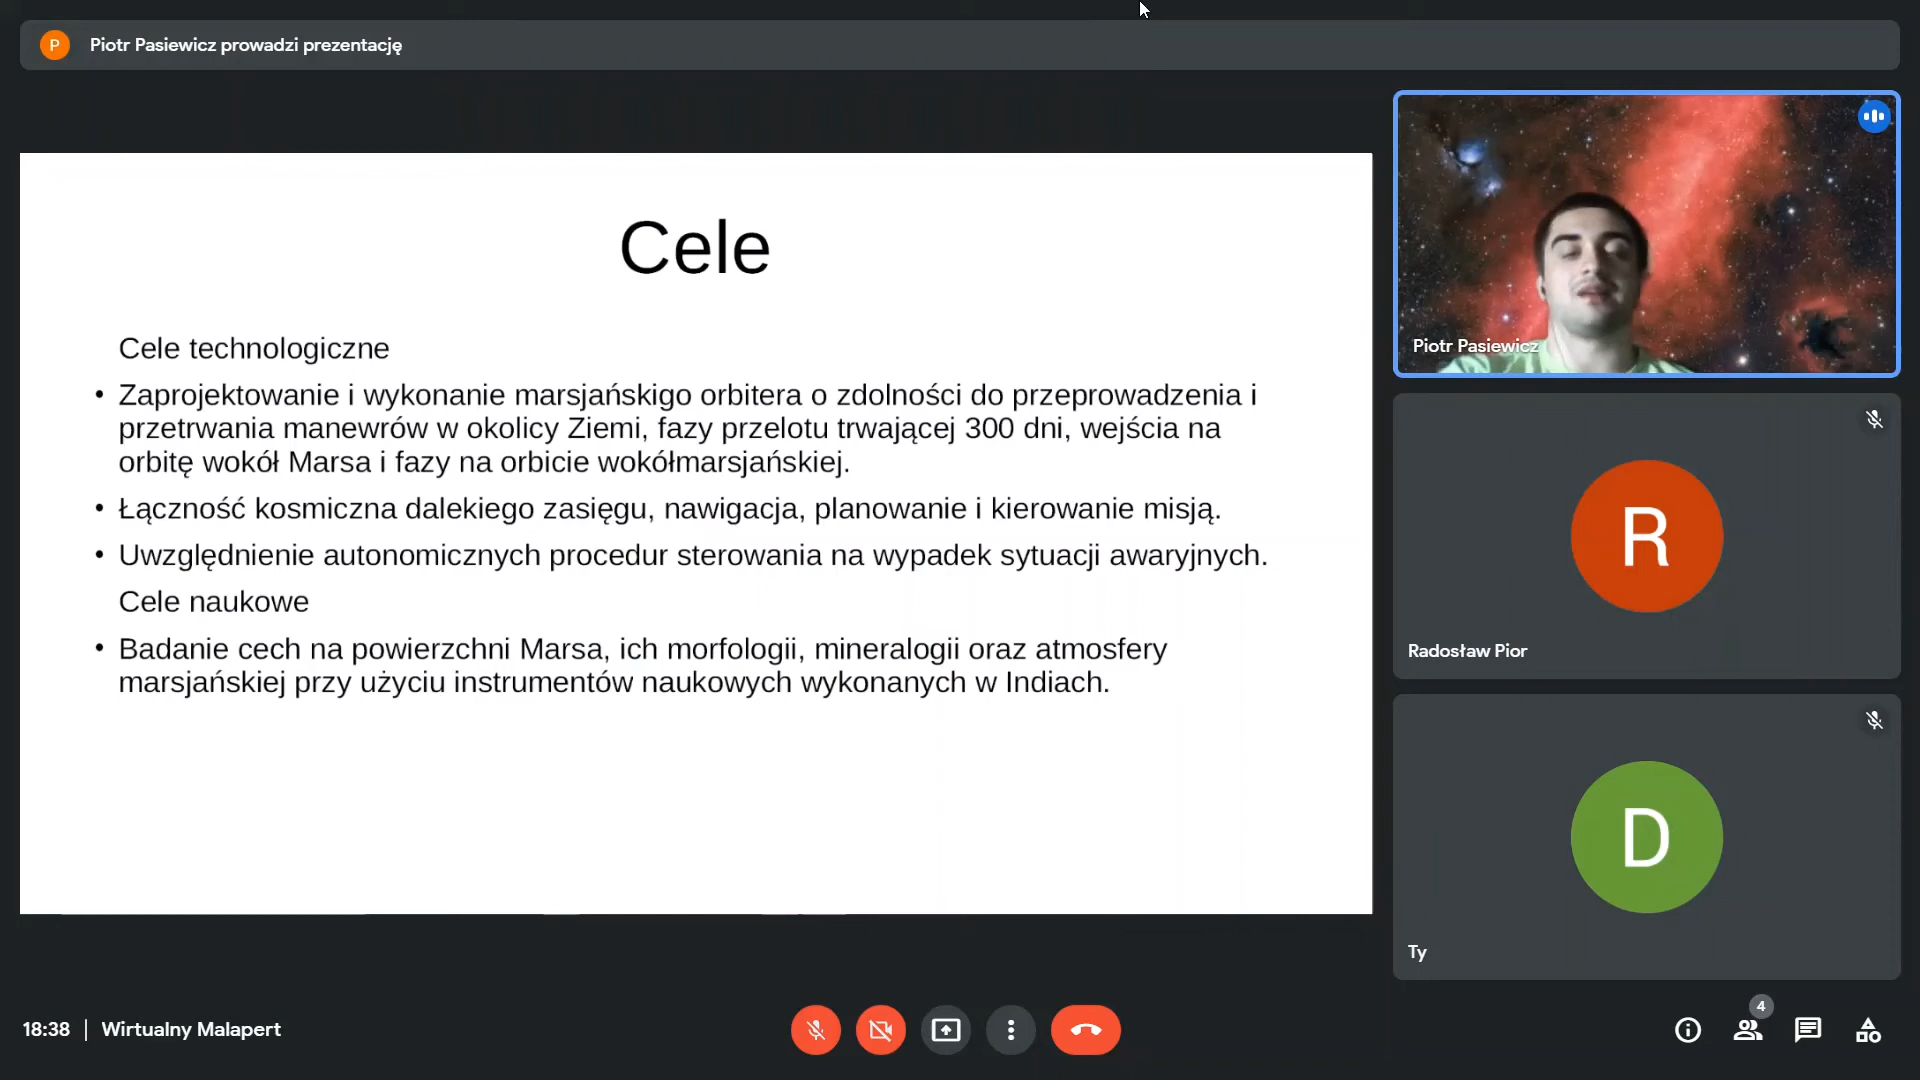 P
Piotr Pasiewicz prowadzi prezentację
Cele
Cele technologiczne
• Zaprojektowanie i wykonanie marsjańskigo orbitera o zdolności do przeprowadzenia i
przetrwania manewrów w okolicy Ziemi, fazy przelotu trwającej 300 dni, wejścia na
orbitę wokół Marsa i fazy na orbicie wokółmarsjańskiej.
• Łączność kosmiczna dalekiego zasięgu, nawigacja, planowanie i kierowanie misją.
• Uwzględnienie autonomicznych procedur sterowania na wypadek sytuacji awaryjnych.
Cele naukowe
• Badanie cech na powierzchni Marsa, ich morfologii, mineralogii oraz atmosfery
marsjańskiej przy użyciu instrumentów naukowych wykonanych w Indiach.
Piotr Pasiewicz
R
Radosław Pior
D
Ty
18:38 | Wirtualny Malapert
4